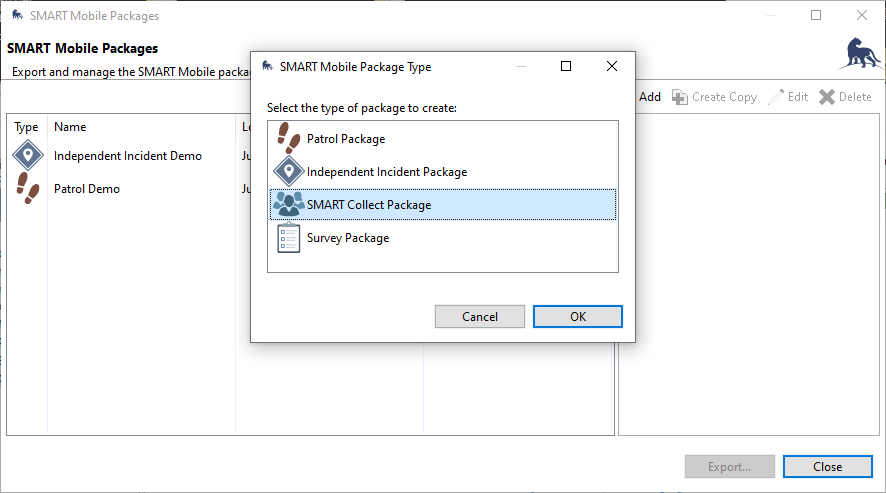 SMART Mobile Packages
SMART Mobile Packages
Export and manage the SMART Mobile packa
Add Create Copy Edit Delete
Type Name Lo
Independent Incident Demo Ju
Patrol Demo Ju
SMART Mobile Package Type
Select the type of package to create:
Patrol Package
Independent Incident Package
SMART Collect Package
Survey Package
Cancel OK
Export... Close